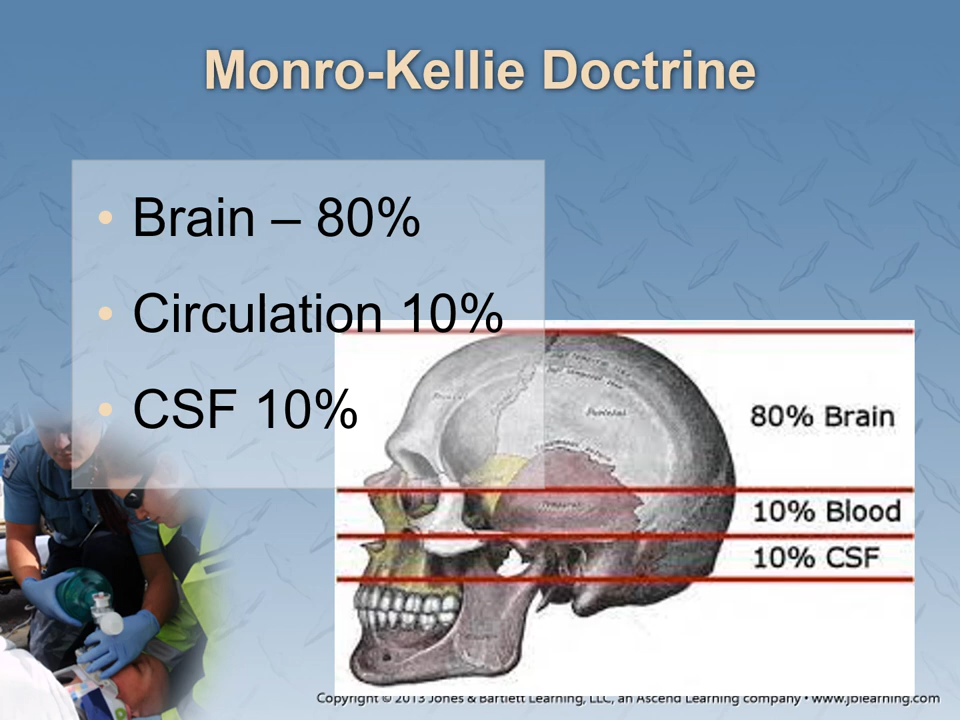 Monro-Kellie Doctrine
• Brain – 80%
• Circulation 10%
• CSF 10%
Parietal
80% Brain
10% Blood
10% CSF
Copyright © 2013 Jones & Bartlett Learning, LLC, an Ascend Learning company • www.jblearning.com